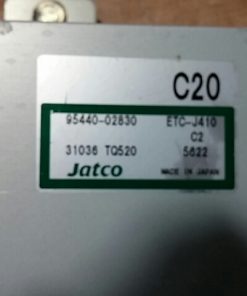 C20
95440-02830 ETC-J410
C2
31036 TQ520 5622
Jatco MADE IN JAPAN